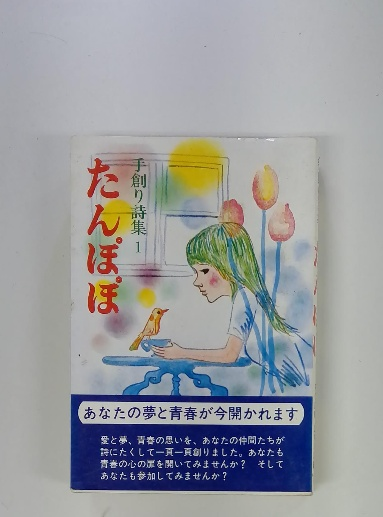 手創り詩集1
たんぽぽ
あなたの夢と青春が今開かれます
愛と夢、青春の思いを、あなたの仲間たちが
詩にたくして一頁一頁創りました。あなたも
青春の心の扉を開いてみませんか？　そして
あなたも参加してみませんか？